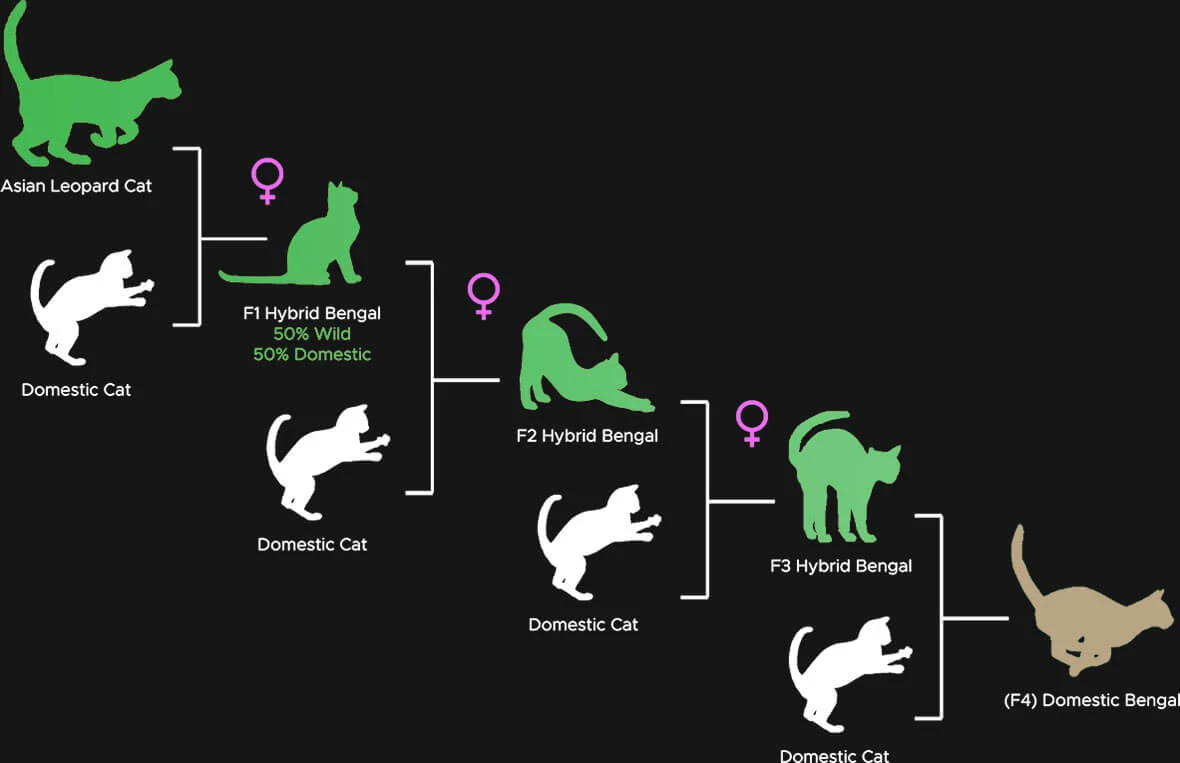 Asian Leopard Cat
Domestic Cat
F1 Hybrid Bengal
50% Wild
50% Domestic
Domestic Cat
F2 Hybrid Bengal
Domestic Cat
F3 Hybrid Bengal
Domestic Cat
(F4) Domestic Bengal